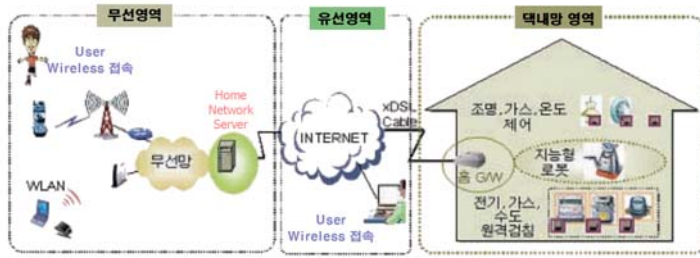 무선영역
유선영역
댁내망 영역
User
Wireless 접속
Home
Network
Server
무선망
WLAN
INTERNET
xDSL
Cable
User
Wireless 접속
조명,가스,온도
제어
지능형
로봇
홈 G/W
전기,가스,
수도
원격검침